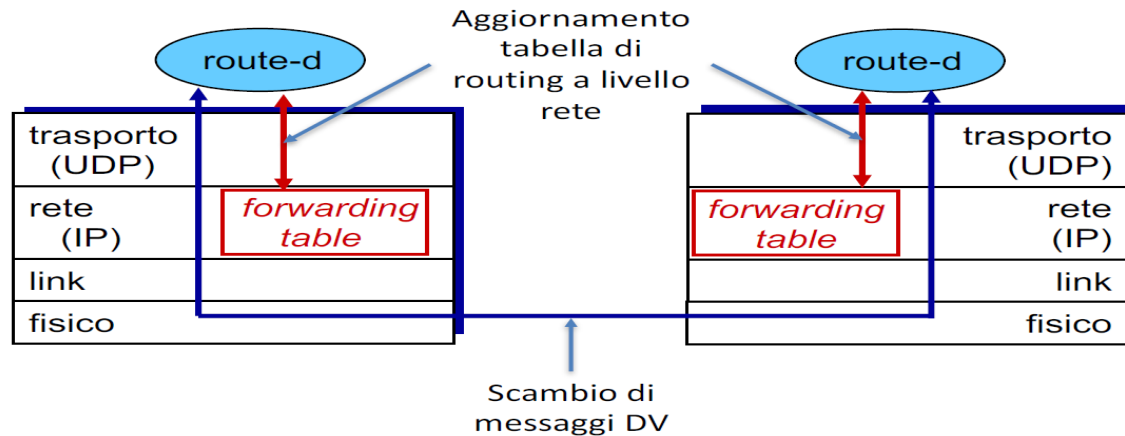 Aggiornamento
tabella di
routing a livello
rete
route-d
route-d
trasporto
(UDP)
forwarding
table
rete
(IP)
link
fisico
trasporto
(UDP)
forwarding
table
rete
(IP)
link
fisico
Scambio di
messaggi DV